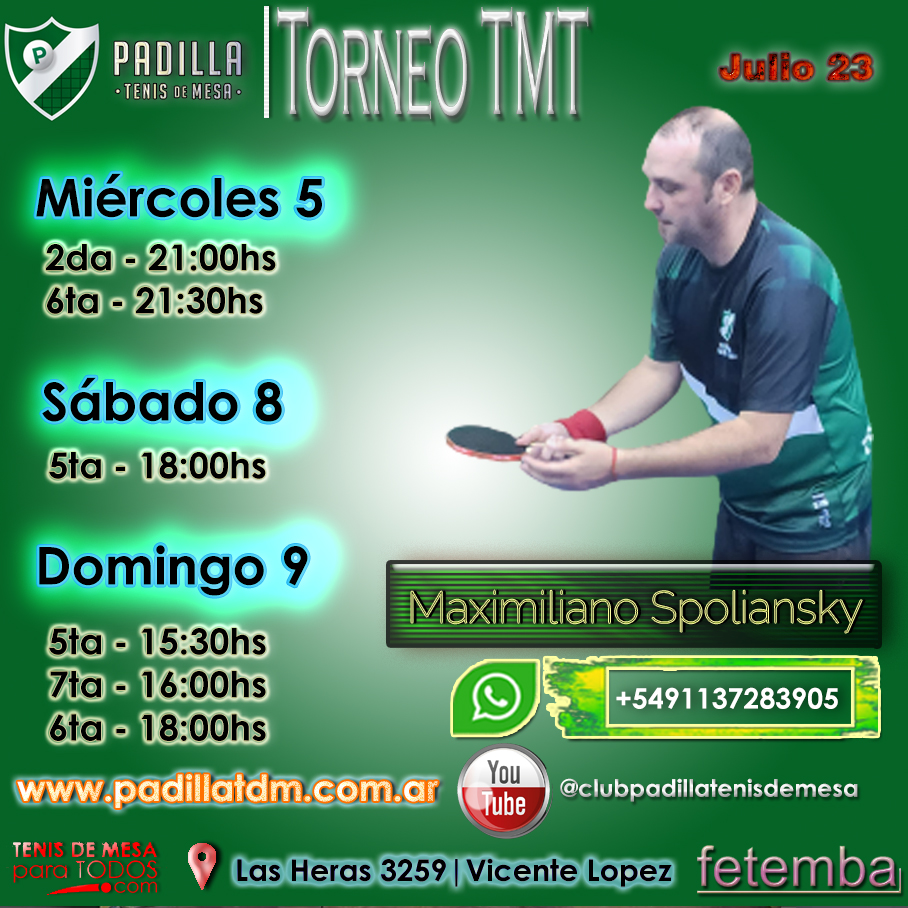 P
PADILLA
• TENIS DE MESA •
TORNEO TMT
Julio 23
Miércoles 5
2da - 21:00hs
6ta - 21:30hs
Sábado 8
5ta - 18:00hs
Domingo 9
5ta - 15:30hs
7ta - 16:00hs
6ta - 18:00hs
Maximiliano Spoliansky
+5491137283905
www.padillatdm.com.ar
You
Tube
@clubpadillatenisdemesa
TENIS DE MESA
para TODOS
.com
Las Heras 3259|Vicente Lopez
fetemba